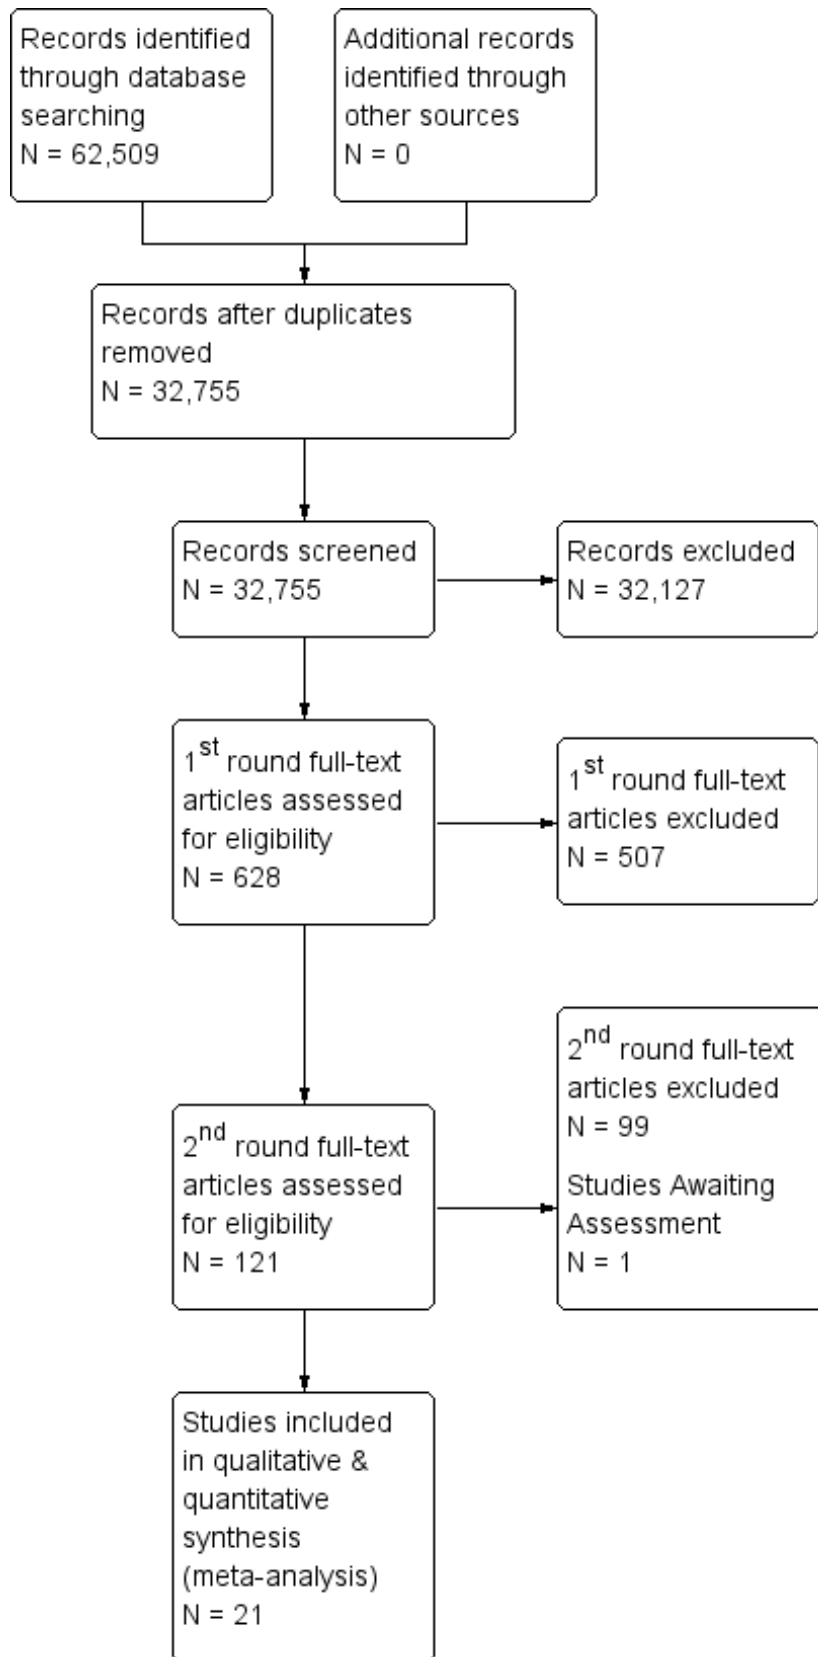 Records identified
through database
searching
N = 62,509
Additional records
identified through
other sources
N = 0
Records after duplicates
removed
N = 32,755
Records screened
N = 32,755
Records excluded
N = 32,127
1st round full-text
articles assessed
for eligibility
N = 628
1st round full-text
articles excluded
N = 507
2nd round full-text
articles assessed
for eligibility
N = 121
2nd round full-text
articles excluded
N = 99
Studies Awaiting
Assessment
N = 1
Studies included
in qualitative &
quantitative
synthesis
(meta-analysis)
N = 21